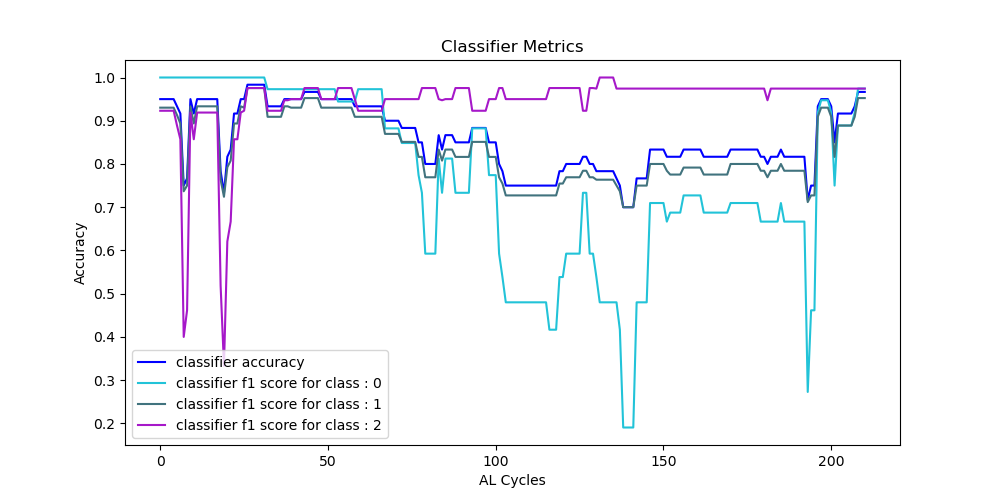 Classifier Metrics
1.0
0.9
0.8
0.7
0.6
0.5
0.4
0.3
0.2
Accuracy
classifier accuracy
classifier f1 score for class : 0
classifier f1 score for class : 1
classifier f1 score for class : 2
0 50 100 150 200
AL Cycles